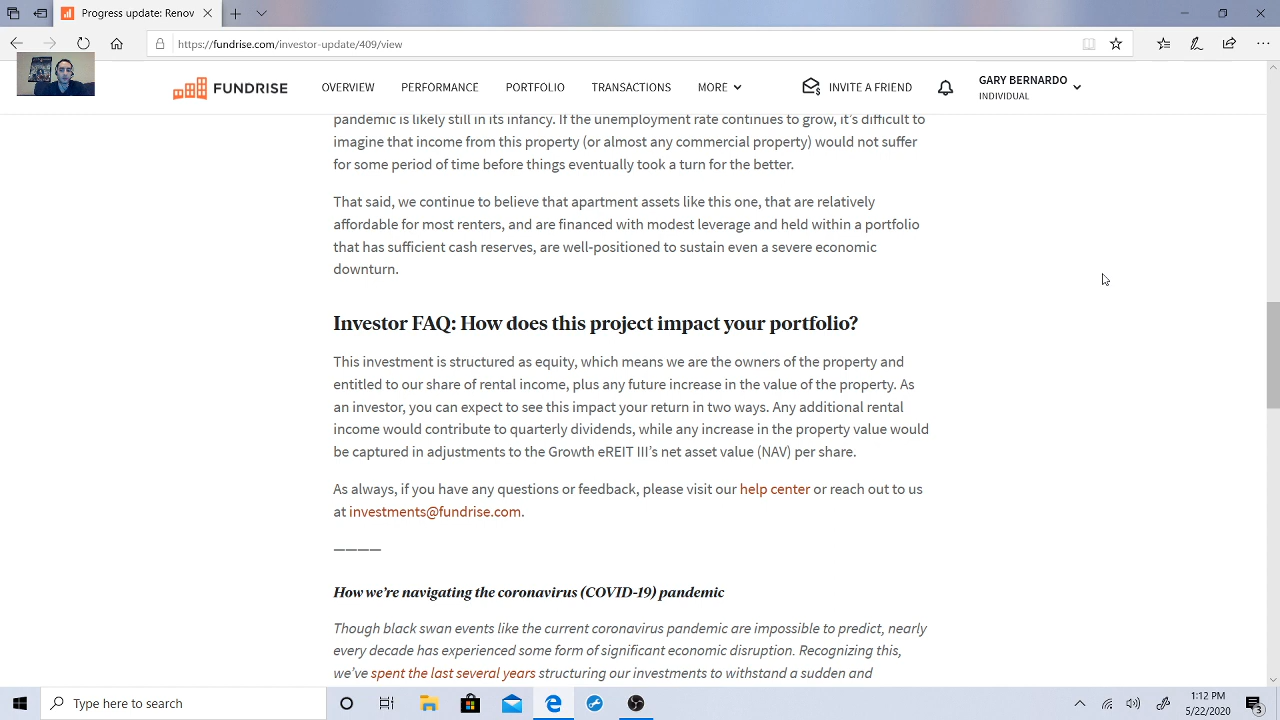 Progress update: Renov
https://fundrise.com/investor-update/409/view
FUNDRISE
OVERVIEW
PERFORMANCE
PORTFOLIO
TRANSACTIONS
MORE
INVITE A FRIEND
GARY BERNARDO
INDIVIDUAL
pandemic is likely still in its infancy. If the unemployment rate continues to grow, it's difficult to
imagine that income from this property (or almost any commercial property) would not suffer
for some period of time before things eventually took a turn for the better.
That said, we continue to believe that apartment assets like this one, that are relatively
affordable for most renters, and are financed with modest leverage and held within a portfolio
that has sufficient cash reserves, are well-positioned to sustain even a severe economic
downturn.
Investor FAQ: How does this project impact your portfolio?
This investment is structured as equity, which means we are the owners of the property and
entitled to our share of rental income, plus any future increase in the value of the property. As
an investor, you can expect to see this impact your return in two ways. Any additional rental
income would contribute to quarterly dividends, while any increase in the property value would
be captured in adjustments to the Growth eREIT III's net asset value (NAV) per share.
As always, if you have any questions or feedback, please visit our help center or reach out to us
at investments@fundrise.com.
————
How we're navigating the coronavirus (COVID-19) pandemic
Though black swan events like the current coronavirus pandemic are impossible to predict, nearly
every decade has experienced some form of significant economic disruption. Recognizing this,
we've spent the last several years structuring our investments to withstand a sudden and
Type here to search
1:12 PM
5/22/2020
3